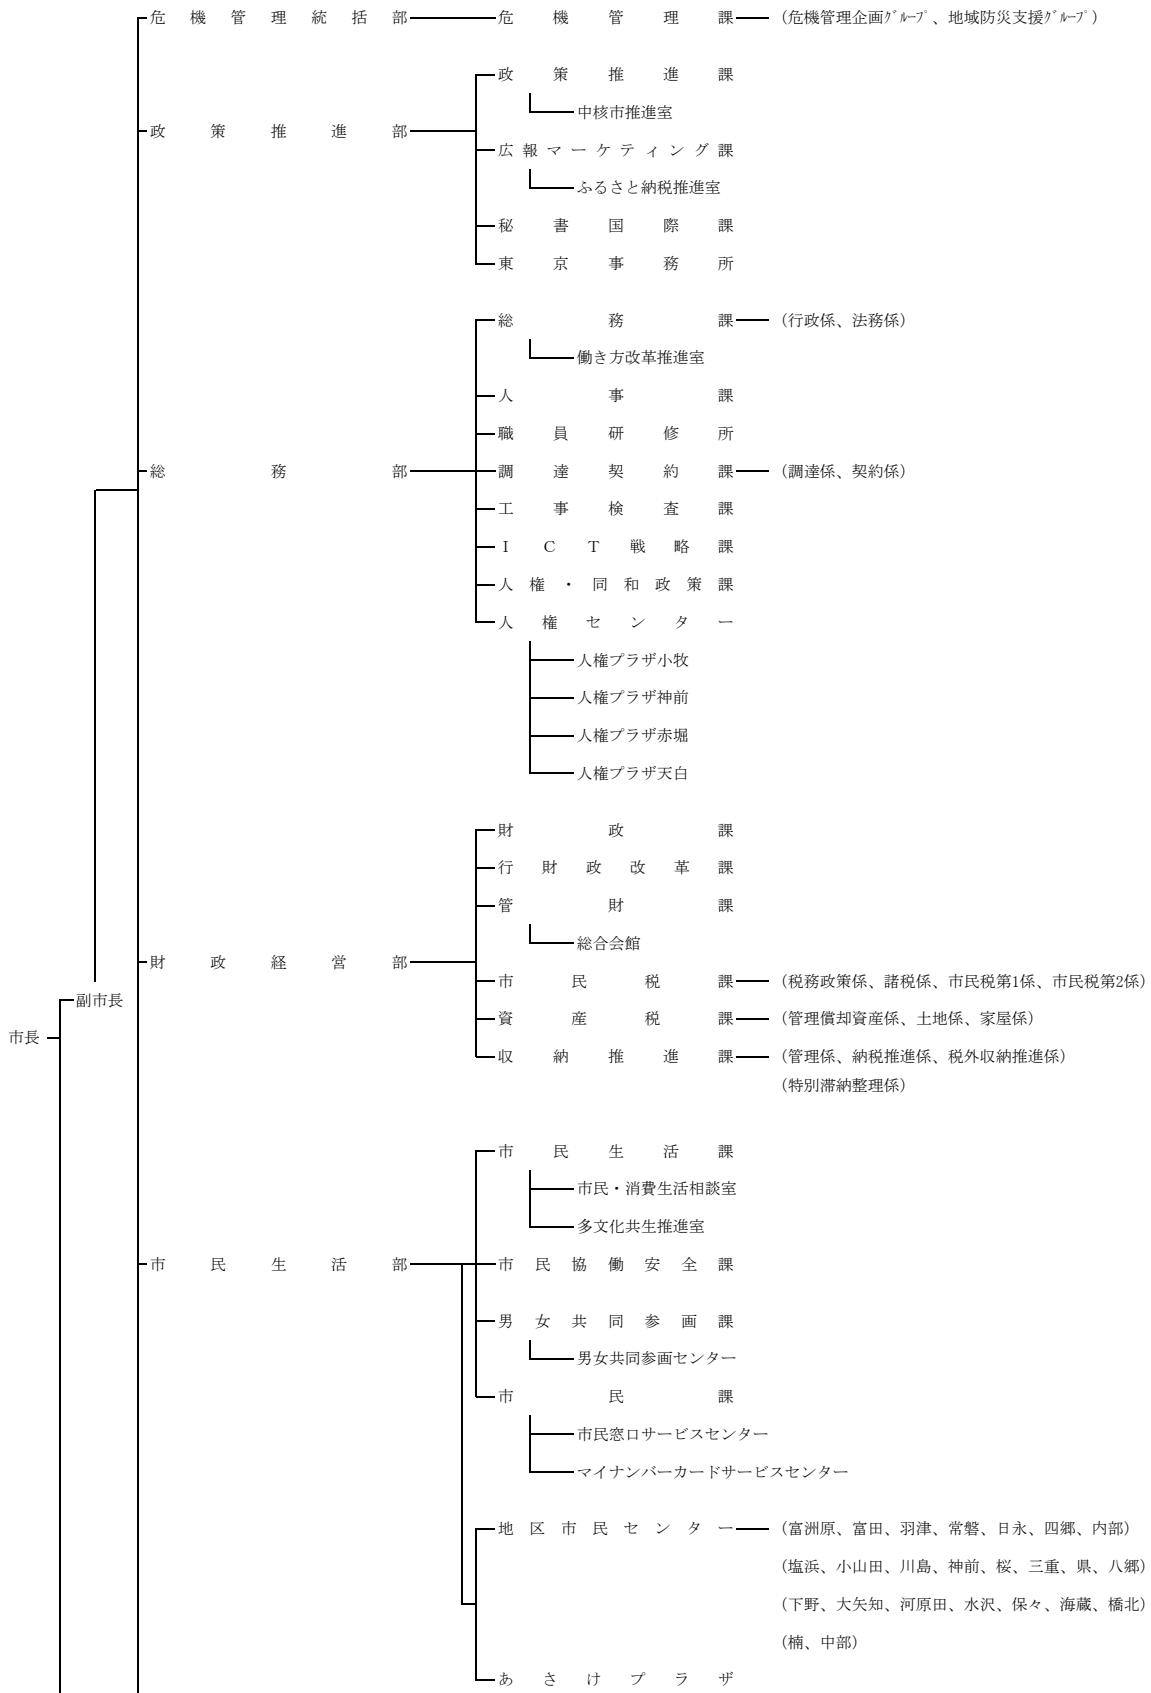 危機管理統括部 危機管理課 (危機管理企画ｸﾞﾙｰﾌﾟ、地域防災支援ｸﾞﾙｰﾌﾟ)
政策推進課
中核市推進室
政策推進部
広報マーケティング課
ふるさと納税推進室
秘書国際課
東京事務所
総務課 (行政係、法務係)
働き方改革推進室
人事課
職員研修所
総務部 調達契約課 (調達係、契約係)
工事検査課
ICT戦略課
人権・同和政策課
人権センター
人権プラザ小牧
人権プラザ神前
人権プラザ赤堀
人権プラザ天白
財政課
行財政改革課
管財課
総合会館
財政経営部
市民税課 (税務政策係、諸税係、市民税第1係、市民税第2係)
副市長
資産税課 (管理償却資産係、土地係、家屋係)
市長
収納推進課 (管理係、納税推進係、税外収納推進係)
(特別滞納整理係)
市民生活課
市民・消費生活相談室
多文化共生推進室
市民生活部 市民協働安全課
男女共同参画課
男女共同参画センター
市民課
市民窓口サービスセンター
マイナンバーカードサービスセンター
地区市民センター (富洲原、富田、羽津、常磐、日永、四郷、内部)
(塩浜、小山田、川島、神前、桜、三重、県、八郷)
(下野、大矢知、河原田、水沢、保々、海蔵、橋北)
(楠、中部)
あさけプラザ